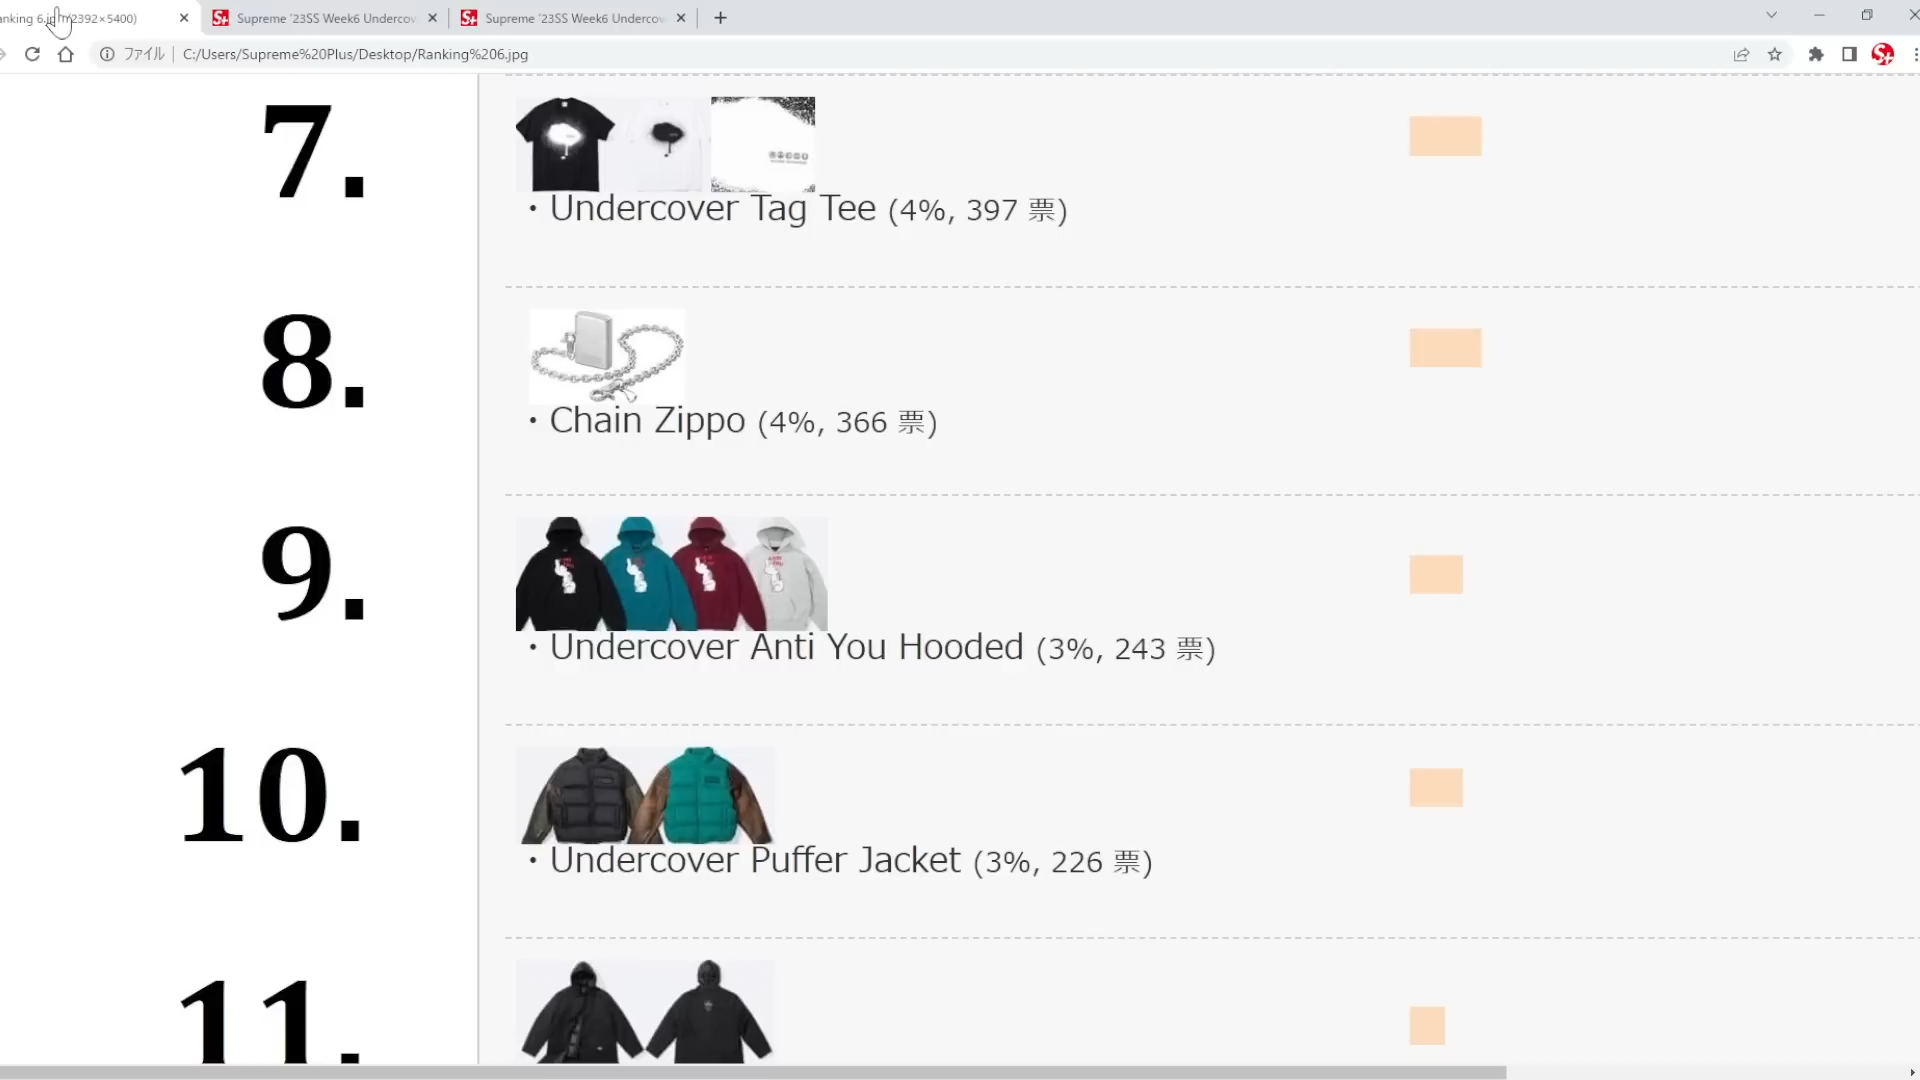 anking 6.jpg (2392×5400)
Supreme '23SS Week6 Undercov
Supreme '23SS Week6 Undercov
ファイル
C:/Users/Supreme%20Plus/Desktop/Ranking%206.jpg
7.
・Undercover Tag Tee (4%, 397 票)
8.
・Chain Zippo (4%, 366 票)
9.
・Undercover Anti You Hooded (3%, 243 票)
10.
・Undercover Puffer Jacket (3%, 226 票)
11.